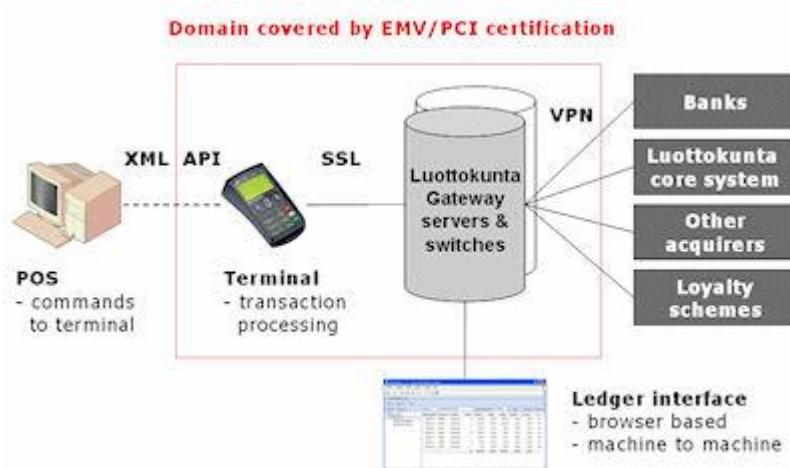 Domain covered by EMV/PCI certification
XML API
SSL
VPN
Luottokunta
Gateway
servers &
switches
Banks
Luottokunta
core system
Other
acquirers
Loyalty
schemes
POS
- commands
to terminal
Terminal
- transaction
processing
Ledger interface
- browser based
- machine to machine